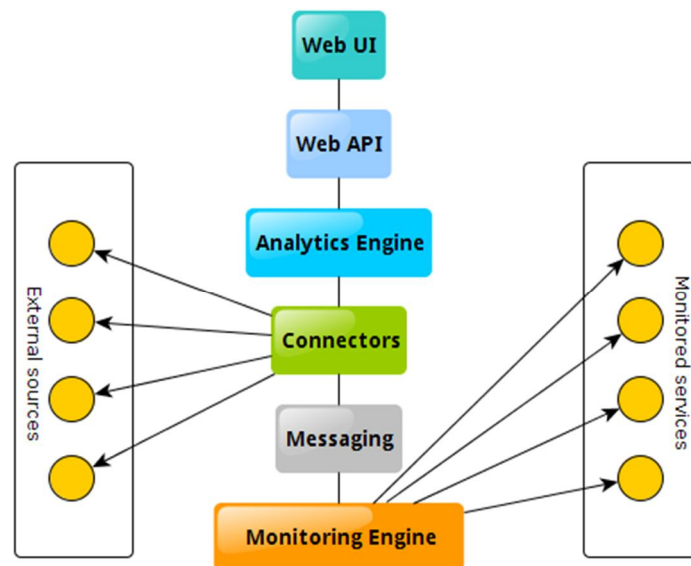 Web UI
Web API
Analytics Engine
External sources
Connectors
Monitored services
Messaging
Monitoring Engine